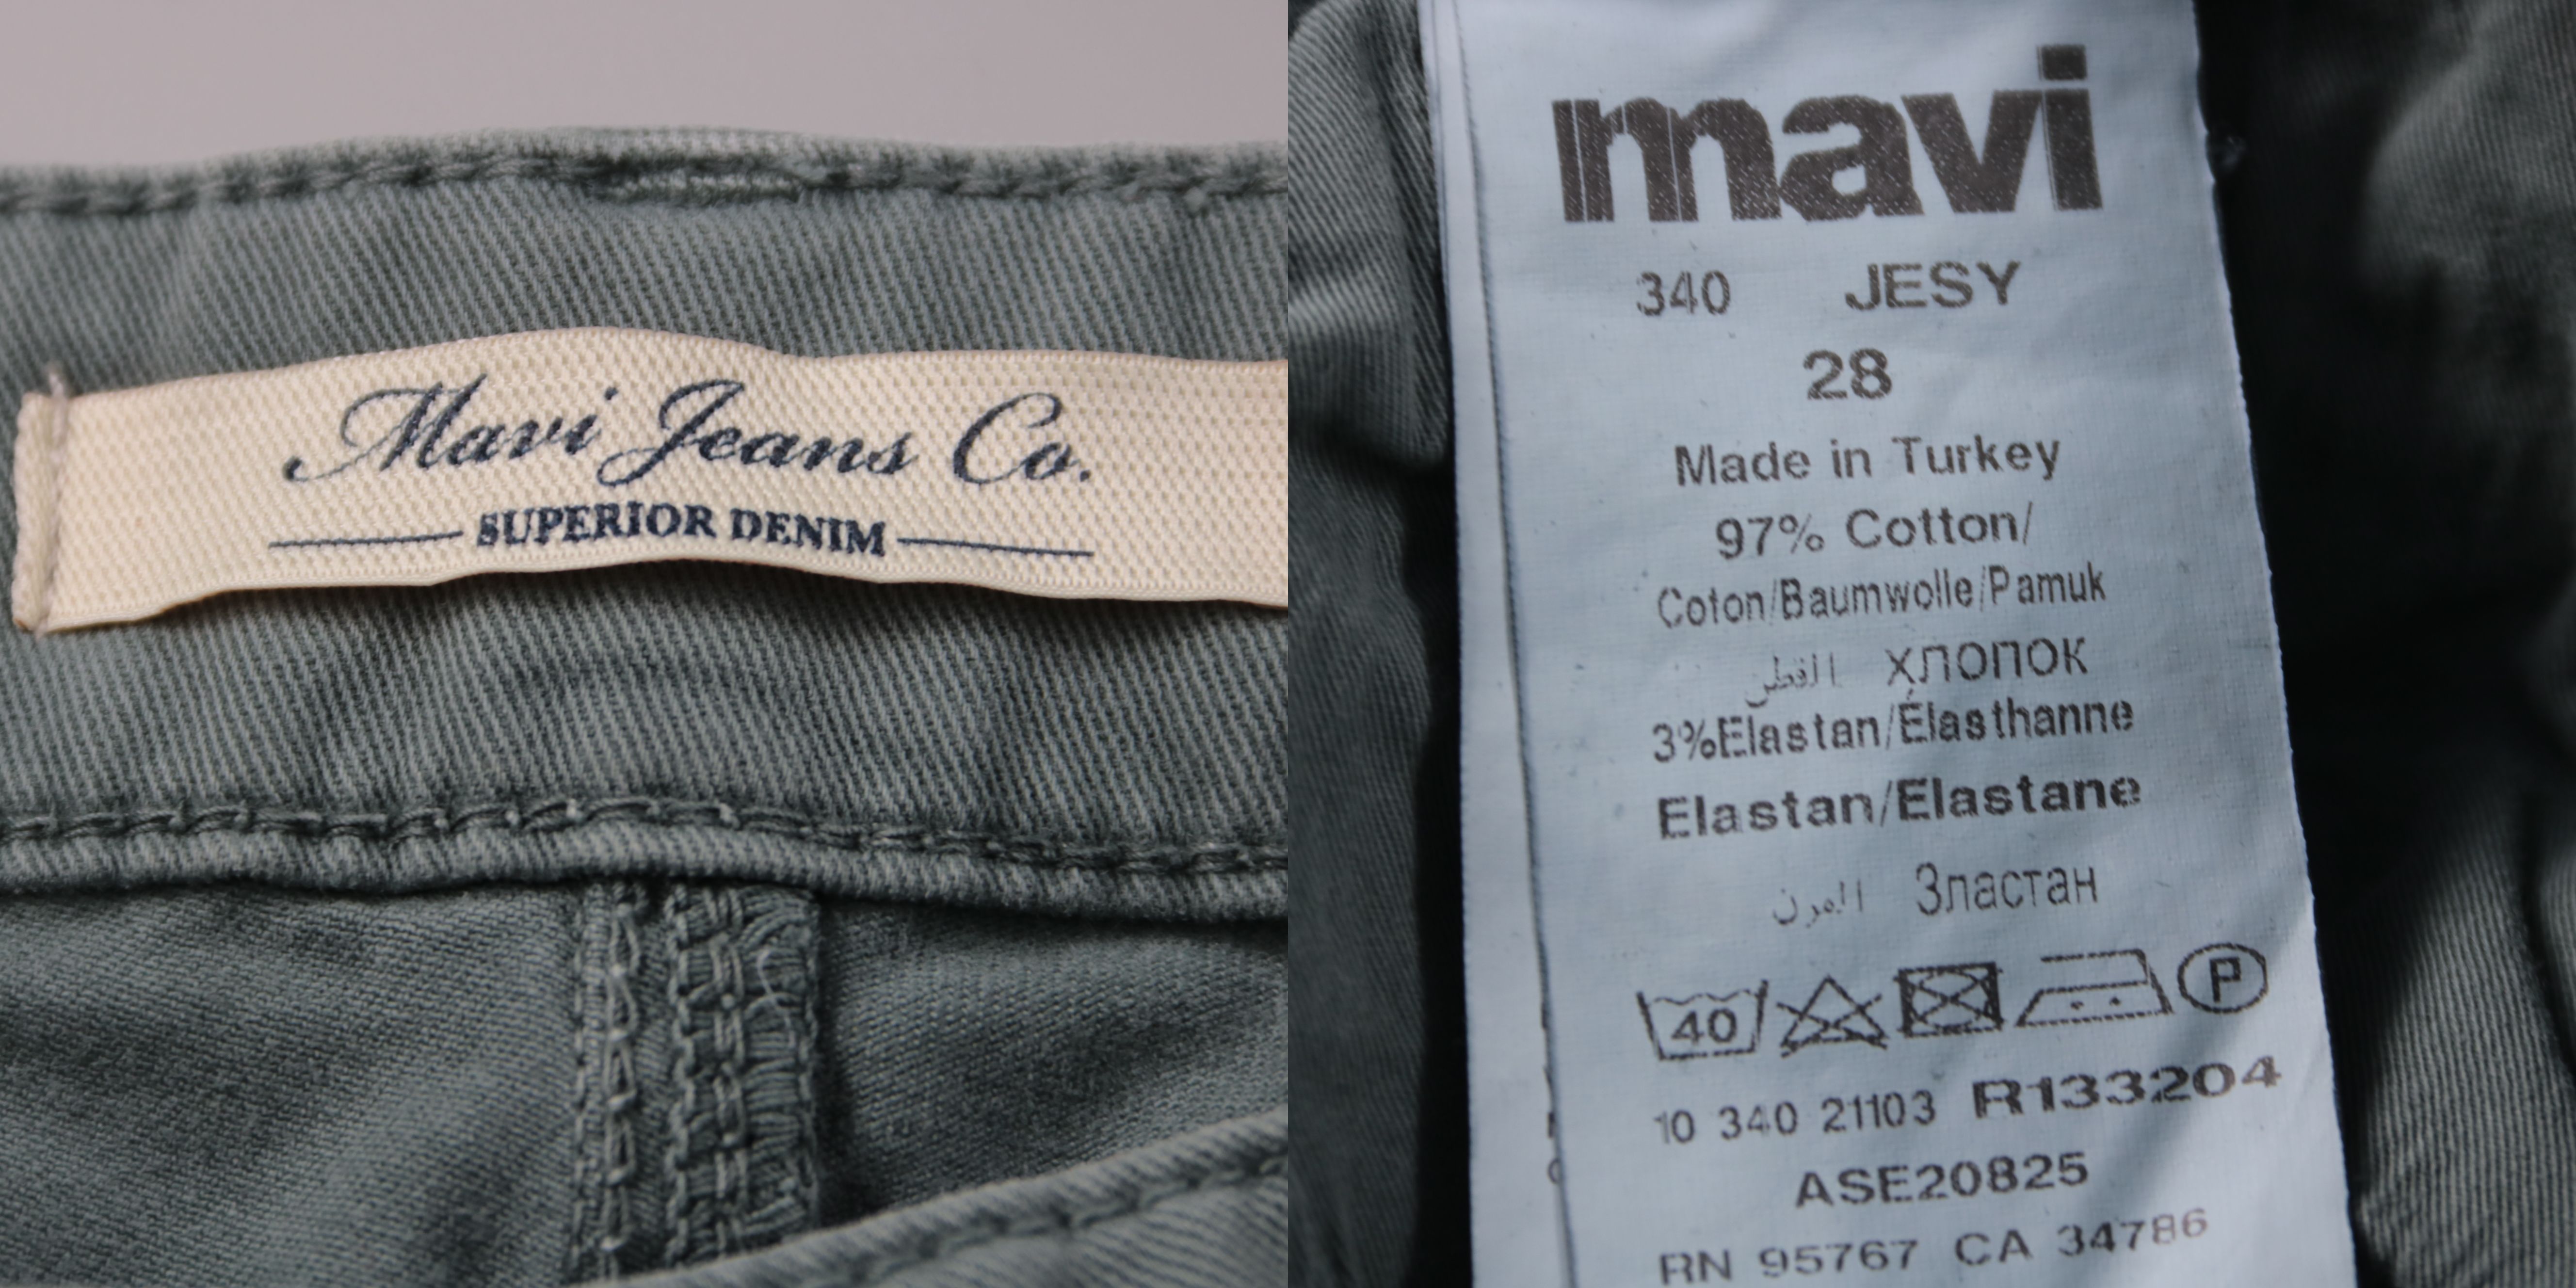 Mavi Jeans Co.
SUPERIOR DENIM
mavi
340 JESY
28
Made in Turkey
97% Cotton/
Coton/Baumwolle/Pamuk
القطن ХЛОПОК
3%Elastan/Élasthanne
Elastan/Elastane
المرن Зластан
40 P
10 340 21103 R133204
ASE20825
RN 95767 CA 34786